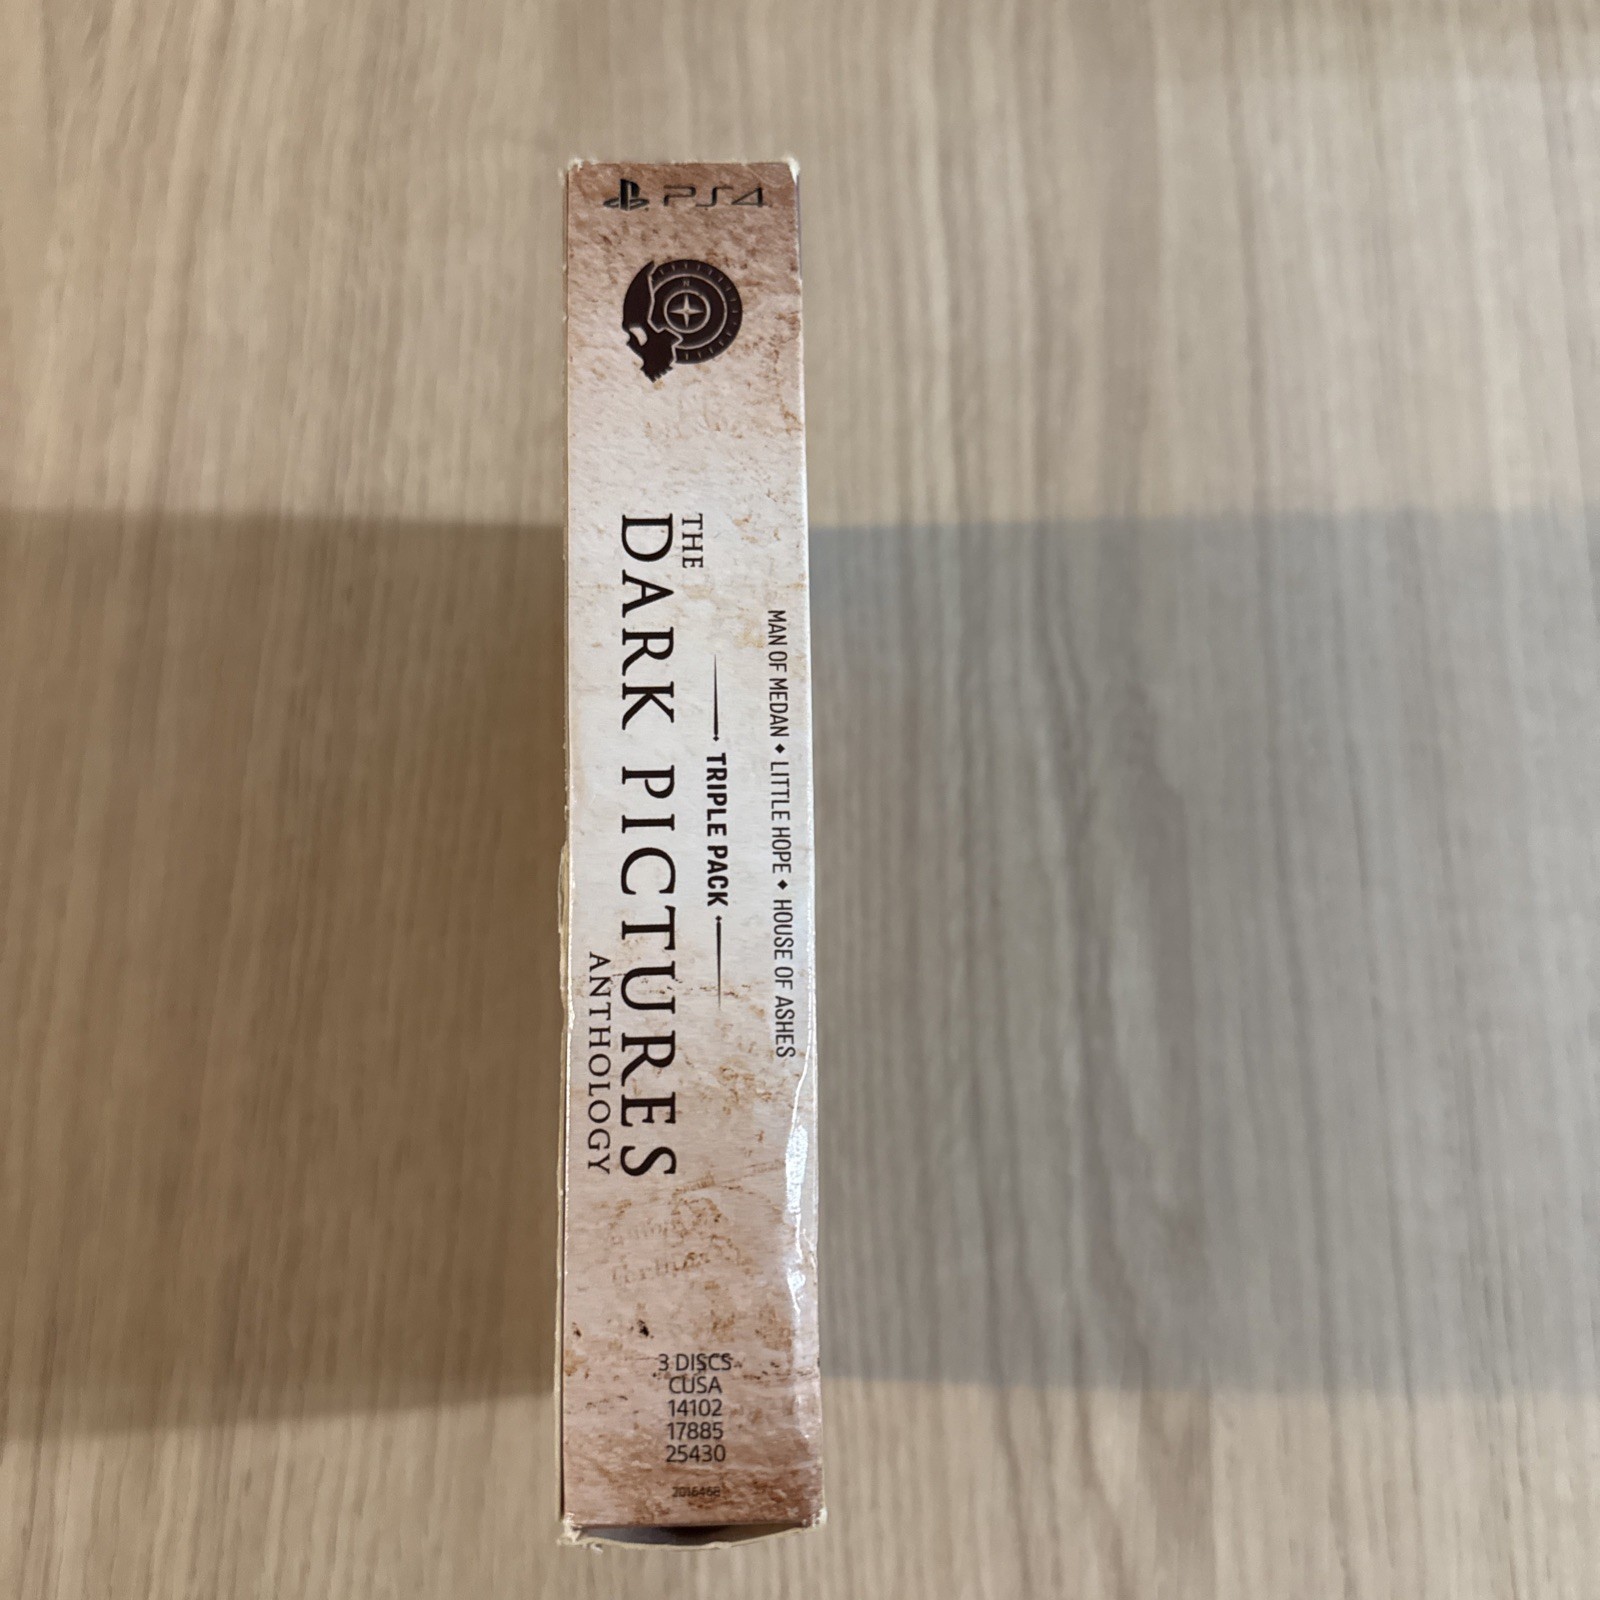 PS4
THE
DARK PICTURES
ANTHOLOGY
TRIPLE PACK
MAN OF MEDAN ♦ LITTLE HOPE ♦ HOUSE OF ASHES
3 DISCS
CUSA
14102
17885
25430